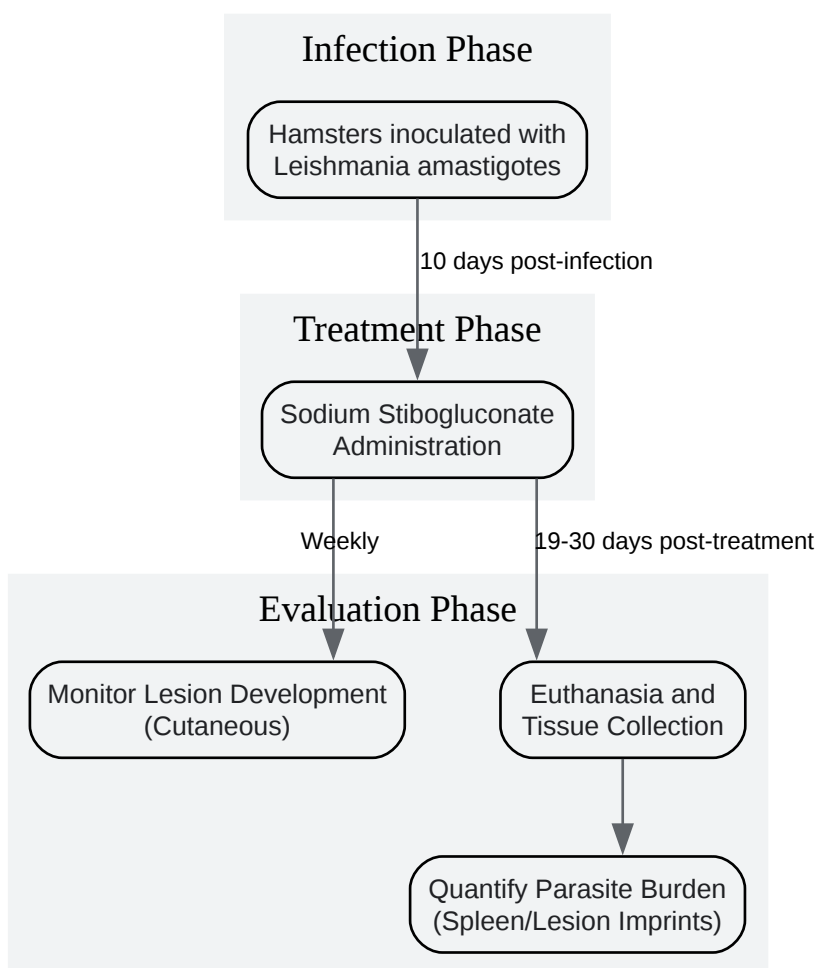 Infection Phase
Hamsters inoculated with
Leishmania amastigotes
10 days post-infection
Treatment Phase
Sodium Stibogluconate
Administration
Weekly
19-30 days post-treatment
Evaluation Phase
Monitor Lesion Development
(Cutaneous)
Euthanasia and
Tissue Collection
Quantify Parasite Burden
(Spleen/Lesion Imprints)